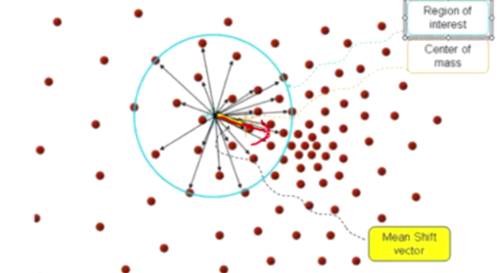 Region of
interest
Center of
mass
Mean Shift
vector